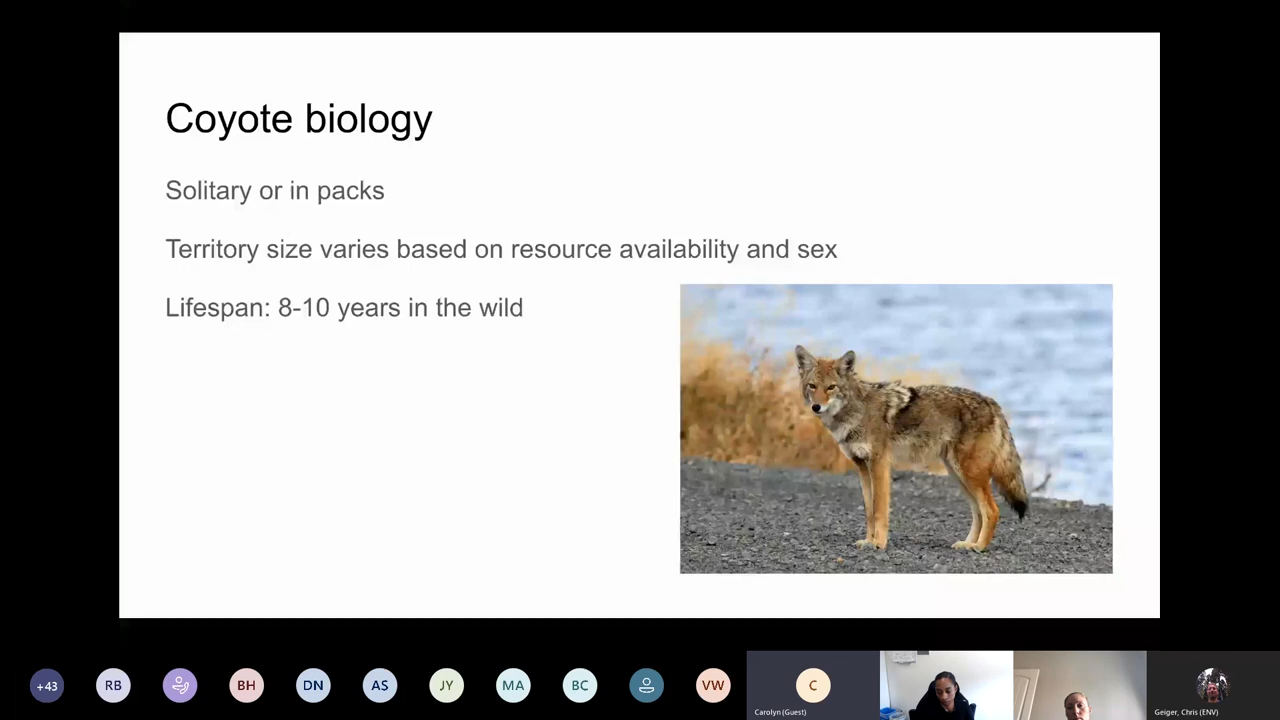 Coyote biology
Solitary or in packs
Territory size varies based on resource availability and sex
Lifespan: 8-10 years in the wild
+43
RB
BH
DN
AS
JY
MA
BC
VW
C
Carolyn (Guest)
Geiger, Chris (ENV)